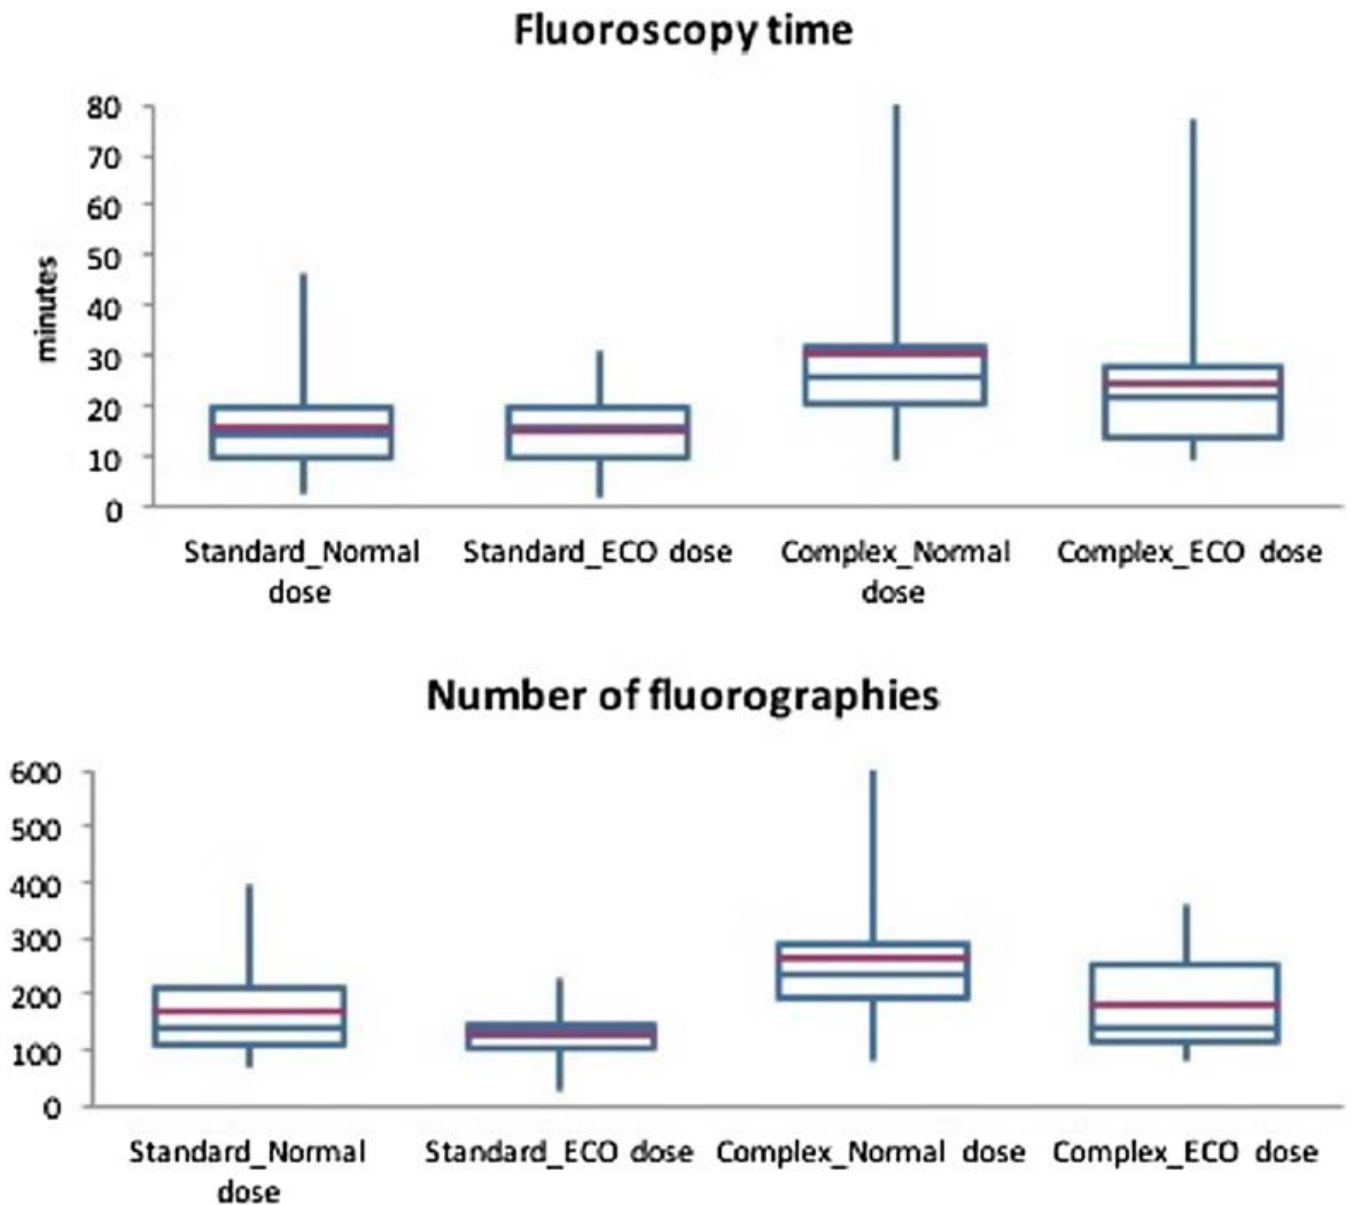 Fluoroscopy time
80
70
60
50
40
30
20
10
0
minutes
Standard_Normal dose
Standard_ECO dose
Complex_Normal dose
Complex_ECO dose
Number of fluorographies
600
500
400
300
200
100
0
Standard_Normal dose
Standard_ECO dose
Complex_Normal dose
Complex_ECO dose